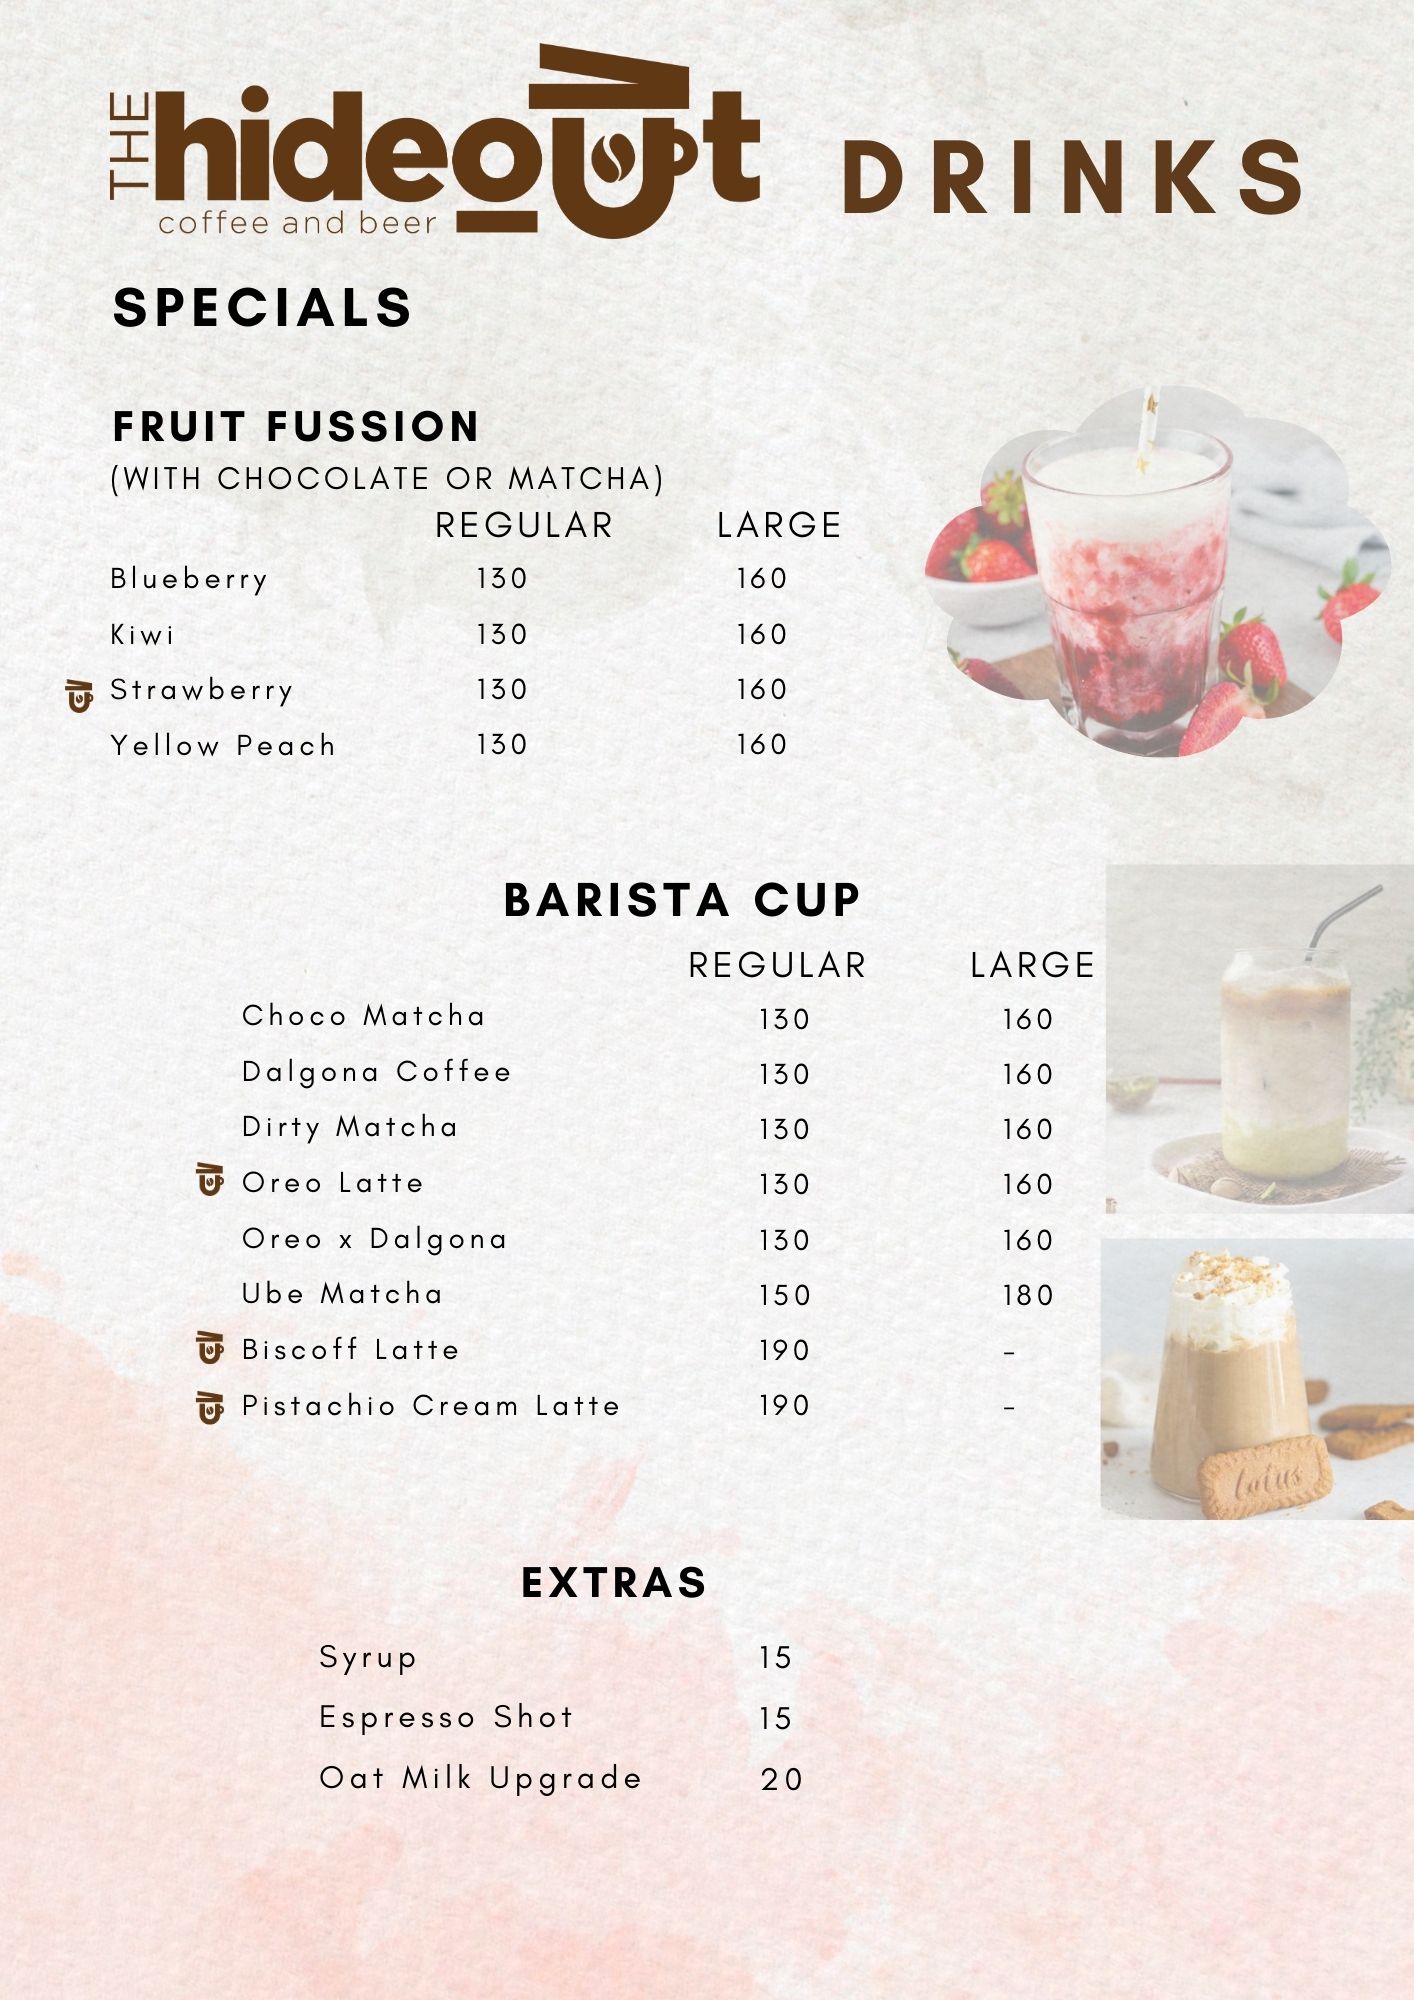 THE hideout
coffee and beer
DRINKS
SPECIALS
FRUIT FUSSION
(WITH CHOCOLATE OR MATCHA)
REGULAR LARGE
Blueberry 130 160
Kiwi 130 160
Strawberry 130 160
Yellow Peach 130 160
BARISTA CUP
REGULAR LARGE
Choco Matcha 130 160
Dalgona Coffee 130 160
Dirty Matcha 130 160
Oreo Latte 130 160
Oreo x Dalgona 130 160
Ube Matcha 150 180
Biscoff Latte 190 -
Pistachio Cream Latte 190 -
lotus
EXTRAS
Syrup 15
Espresso Shot 15
Oat Milk Upgrade 20